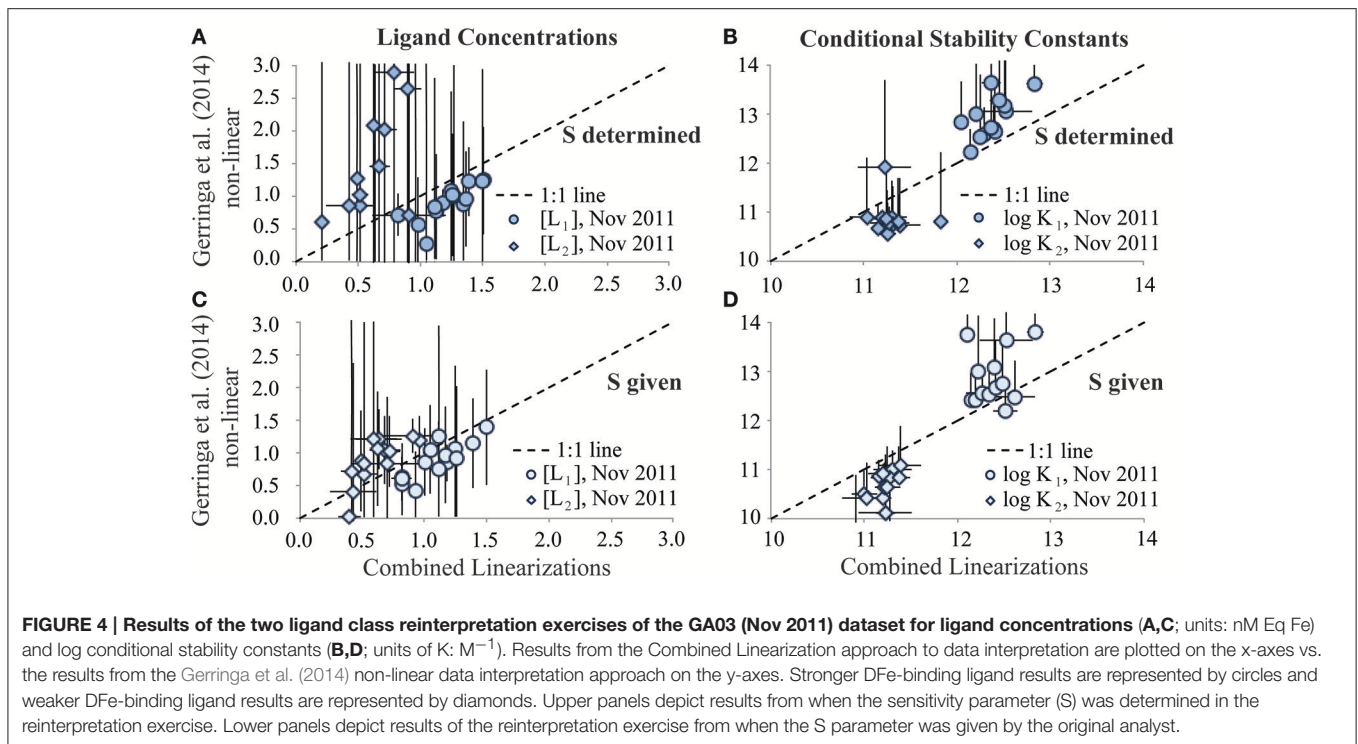 A
Ligand Concentrations
Gerringa et al. (2014)
non-linear
3.0
2.5
2.0
1.5
1.0
0.5
0.0
S determined
1:1 line
[L1], Nov 2011
[L2], Nov 2011
0.0 0.5 1.0 1.5 2.0 2.5 3.0
B
Conditional Stability Constants
14
13
12
11
10
S determined
1:1 line
log K1, Nov 2011
log K2, Nov 2011
10 11 12 13 14
C
Gerringa et al. (2014)
non-linear
3.0
2.5
2.0
1.5
1.0
0.5
0.0
S given
1:1 line
[L1], Nov 2011
[L2], Nov 2011
0.0 0.5 1.0 1.5 2.0 2.5 3.0
Combined Linearizations
D
14
13
12
11
10
S given
1:1 line
log K1, Nov 2011
log K2, Nov 2011
10 11 12 13 14
Combined Linearizations
FIGURE 4 | Results of the two ligand class reinterpretation exercises of the GA03 (Nov 2011) dataset for ligand concentrations (A,C; units: nM Eq Fe)
and log conditional stability constants (B,D; units of K: M−1). Results from the Combined Linearization approach to data interpretation are plotted on the x-axes vs.
the results from the Gerringa et al. (2014) non-linear data interpretation approach on the y-axes. Stronger DFe-binding ligand results are represented by circles and
weaker DFe-binding ligand results are represented by diamonds. Upper panels depict results from when the sensitivity parameter (S) was determined in the
reinterpretation exercise. Lower panels depict results of the reinterpretation exercise from when the S parameter was given by the original analyst.